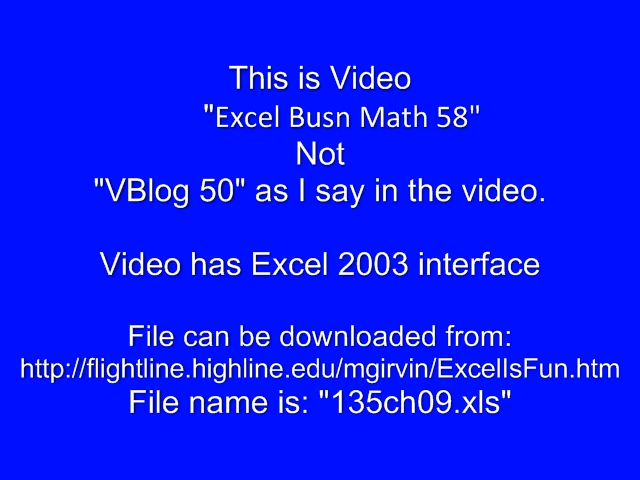 This is Video
"Excel Busn Math 58"
Not
"VBlog 50" as I say in the video.
Video has Excel 2003 interface
File can be downloaded from:
http://flightline.highline.edu/mgirvin/ExcelIsFun.htm
File name is: "135ch09.xls"